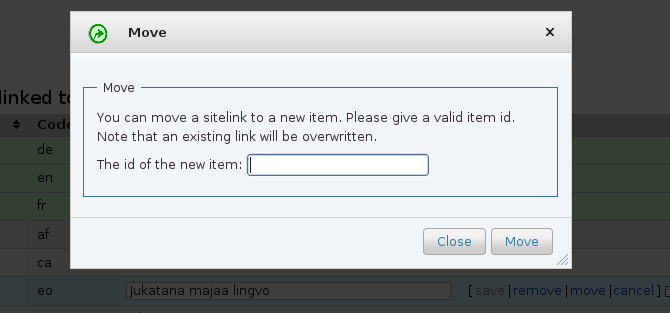 Move
×
Move
You can move a sitelink to a new item. Please give a valid item id.
Note that an existing link will be overwritten.
The id of the new item:
Close Move
linked to
Code
de
en
fr
af
ca
eo Jukatana majaa lingvo [ save | remove | move | cancel ]